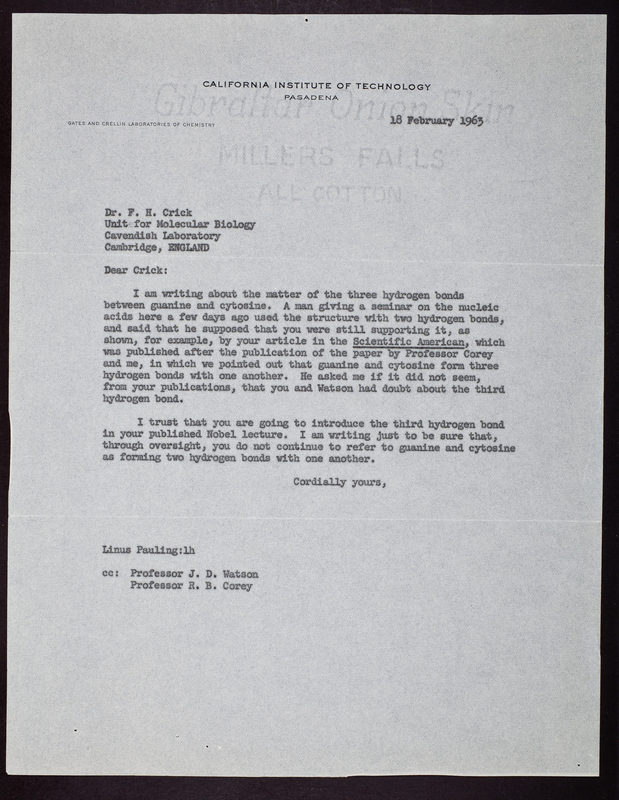 CALIFORNIA INSTITUTE OF TECHNOLOGY
PASADENA
GATES AND CRELLIN LABORATORIES OF CHEMISTRY
18 February 1963
Gibraltar Onion Skin
MILLERS FALLS
ALL COTTON
Dr. F. H. Crick
Unit for Molecular Biology
Cavendish Laboratory
Cambridge, ENGLAND
Dear Crick:
I am writing about the matter of the three hydrogen bonds
between guanine and cytosine. A man giving a seminar on the nucleic
acids here a few days ago used the structure with two hydrogen bonds,
and said that he supposed that you were still supporting it, as
shown, for example, by your article in the Scientific American, which
was published after the publication of the paper by Professor Corey
and me, in which we pointed out that guanine and cytosine form three
hydrogen bonds with one another. He asked me if it did not seem,
from your publications, that you and Watson had doubt about the third
hydrogen bond.
I trust that you are going to introduce the third hydrogen bond
in your published Nobel lecture. I am writing just to be sure that,
through oversight, you do not continue to refer to guanine and cytosine
as forming two hydrogen bonds with one another.
Cordially yours,
Linus Pauling:lh
cc: Professor J. D. Watson
Professor R. B. Corey